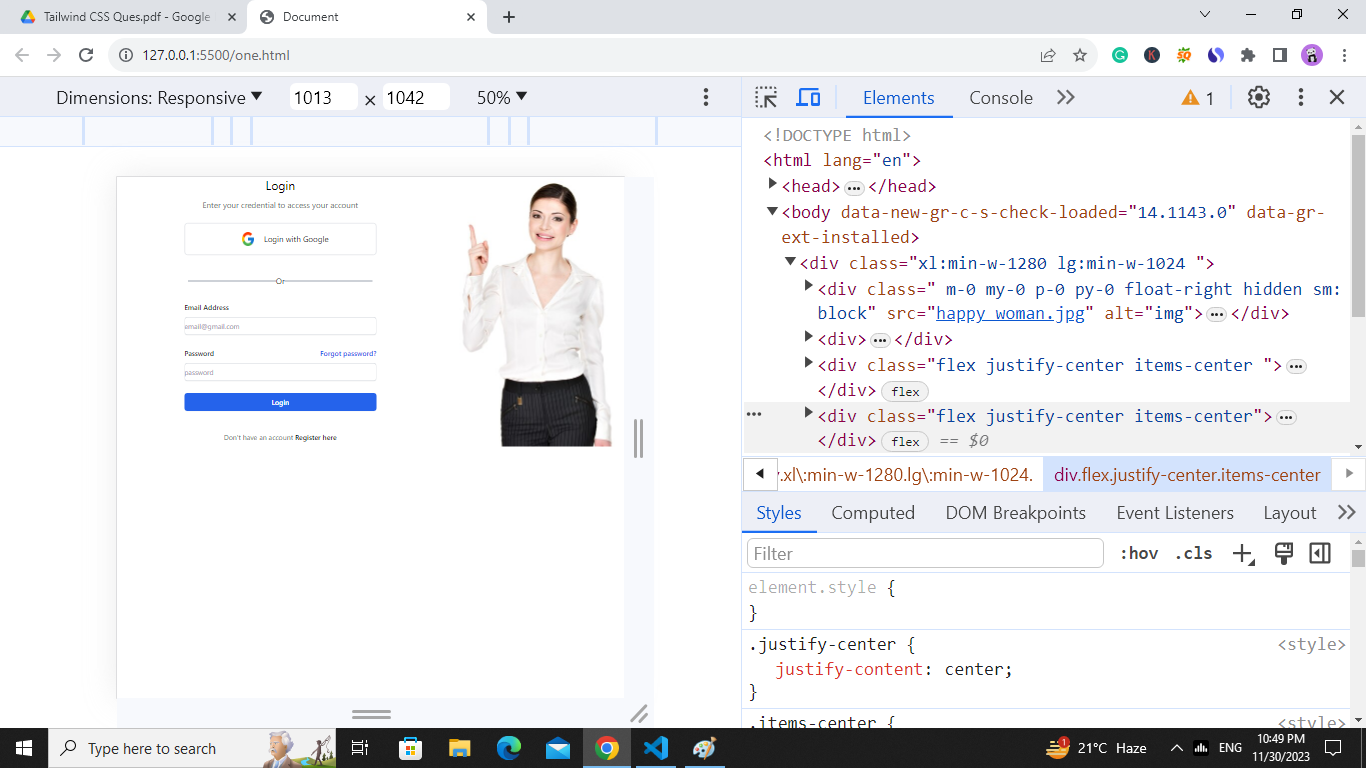 Tailwind CSS Ques.pdf - Google
Document
127.0.0.1:5500/one.html
Dimensions: Responsive
1013 × 1042
50%
Elements
Console
1
Login
Enter your credential to access your account
Login with Google
Or
Email Address
email@gmail.com
Password
Forgot password?
password
Login
Don't have an account Register here
<!DOCTYPE html>
<html lang="en">
<head> ••• </head>
<body data-new-gr-c-s-check-loaded="14.1143.0" data-gr-
ext-installed>
<div class="xl:min-w-1280 lg:min-w-1024 ">
<div class=" m-0 my-0 p-0 py-0 float-right hidden sm:
block" src="happy_woman.jpg" alt="img"> ••• </div>
<div> ••• </div>
<div class="flex justify-center items-center "> •••
</div> flex
<div class="flex justify-center items-center"> •••
</div> flex == $0
.xl\:min-w-1280.lg\:min-w-1024.
div.flex.justify-center.items-center
Styles
Computed
DOM Breakpoints
Event Listeners
Layout
Filter
:hov
.cls
element.style {
}
.justify-center {
<style>
justify-content: center;
}
.items-center {
<style>
Type here to search
1
21°C Haze
ENG
10:49 PM
11/30/2023